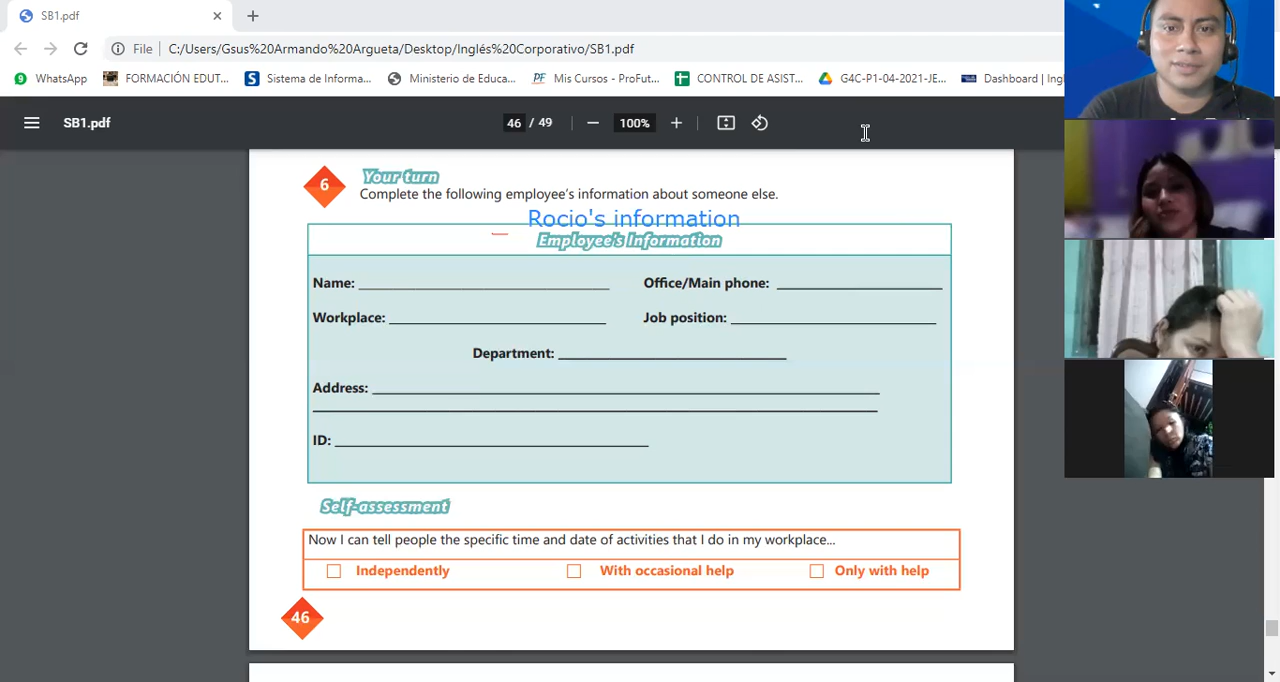 SB1.pdf
File C:/Users/Gsus%20Armando%20Argueta/Desktop/Inglés%20Corporativo/SB1.pdf
WhatsApp FORMACIÓN EDUT... Sistema de Informa... Ministerio de Educa... Mis Cursos - ProFut... CONTROL DE ASIST... G4C-P1-04-2021-JE... Dashboard | Ingl
SB1.pdf 46 / 49 100%
6 Your turn
Complete the following employee's information about someone else.
Rocio's information
Employee's Information
Name: Office/Main phone:
Workplace: Job position:
Department:
Address:
ID:
Self-assessment
Now I can tell people the specific time and date of activities that I do in my workplace...
Independently With occasional help Only with help
46